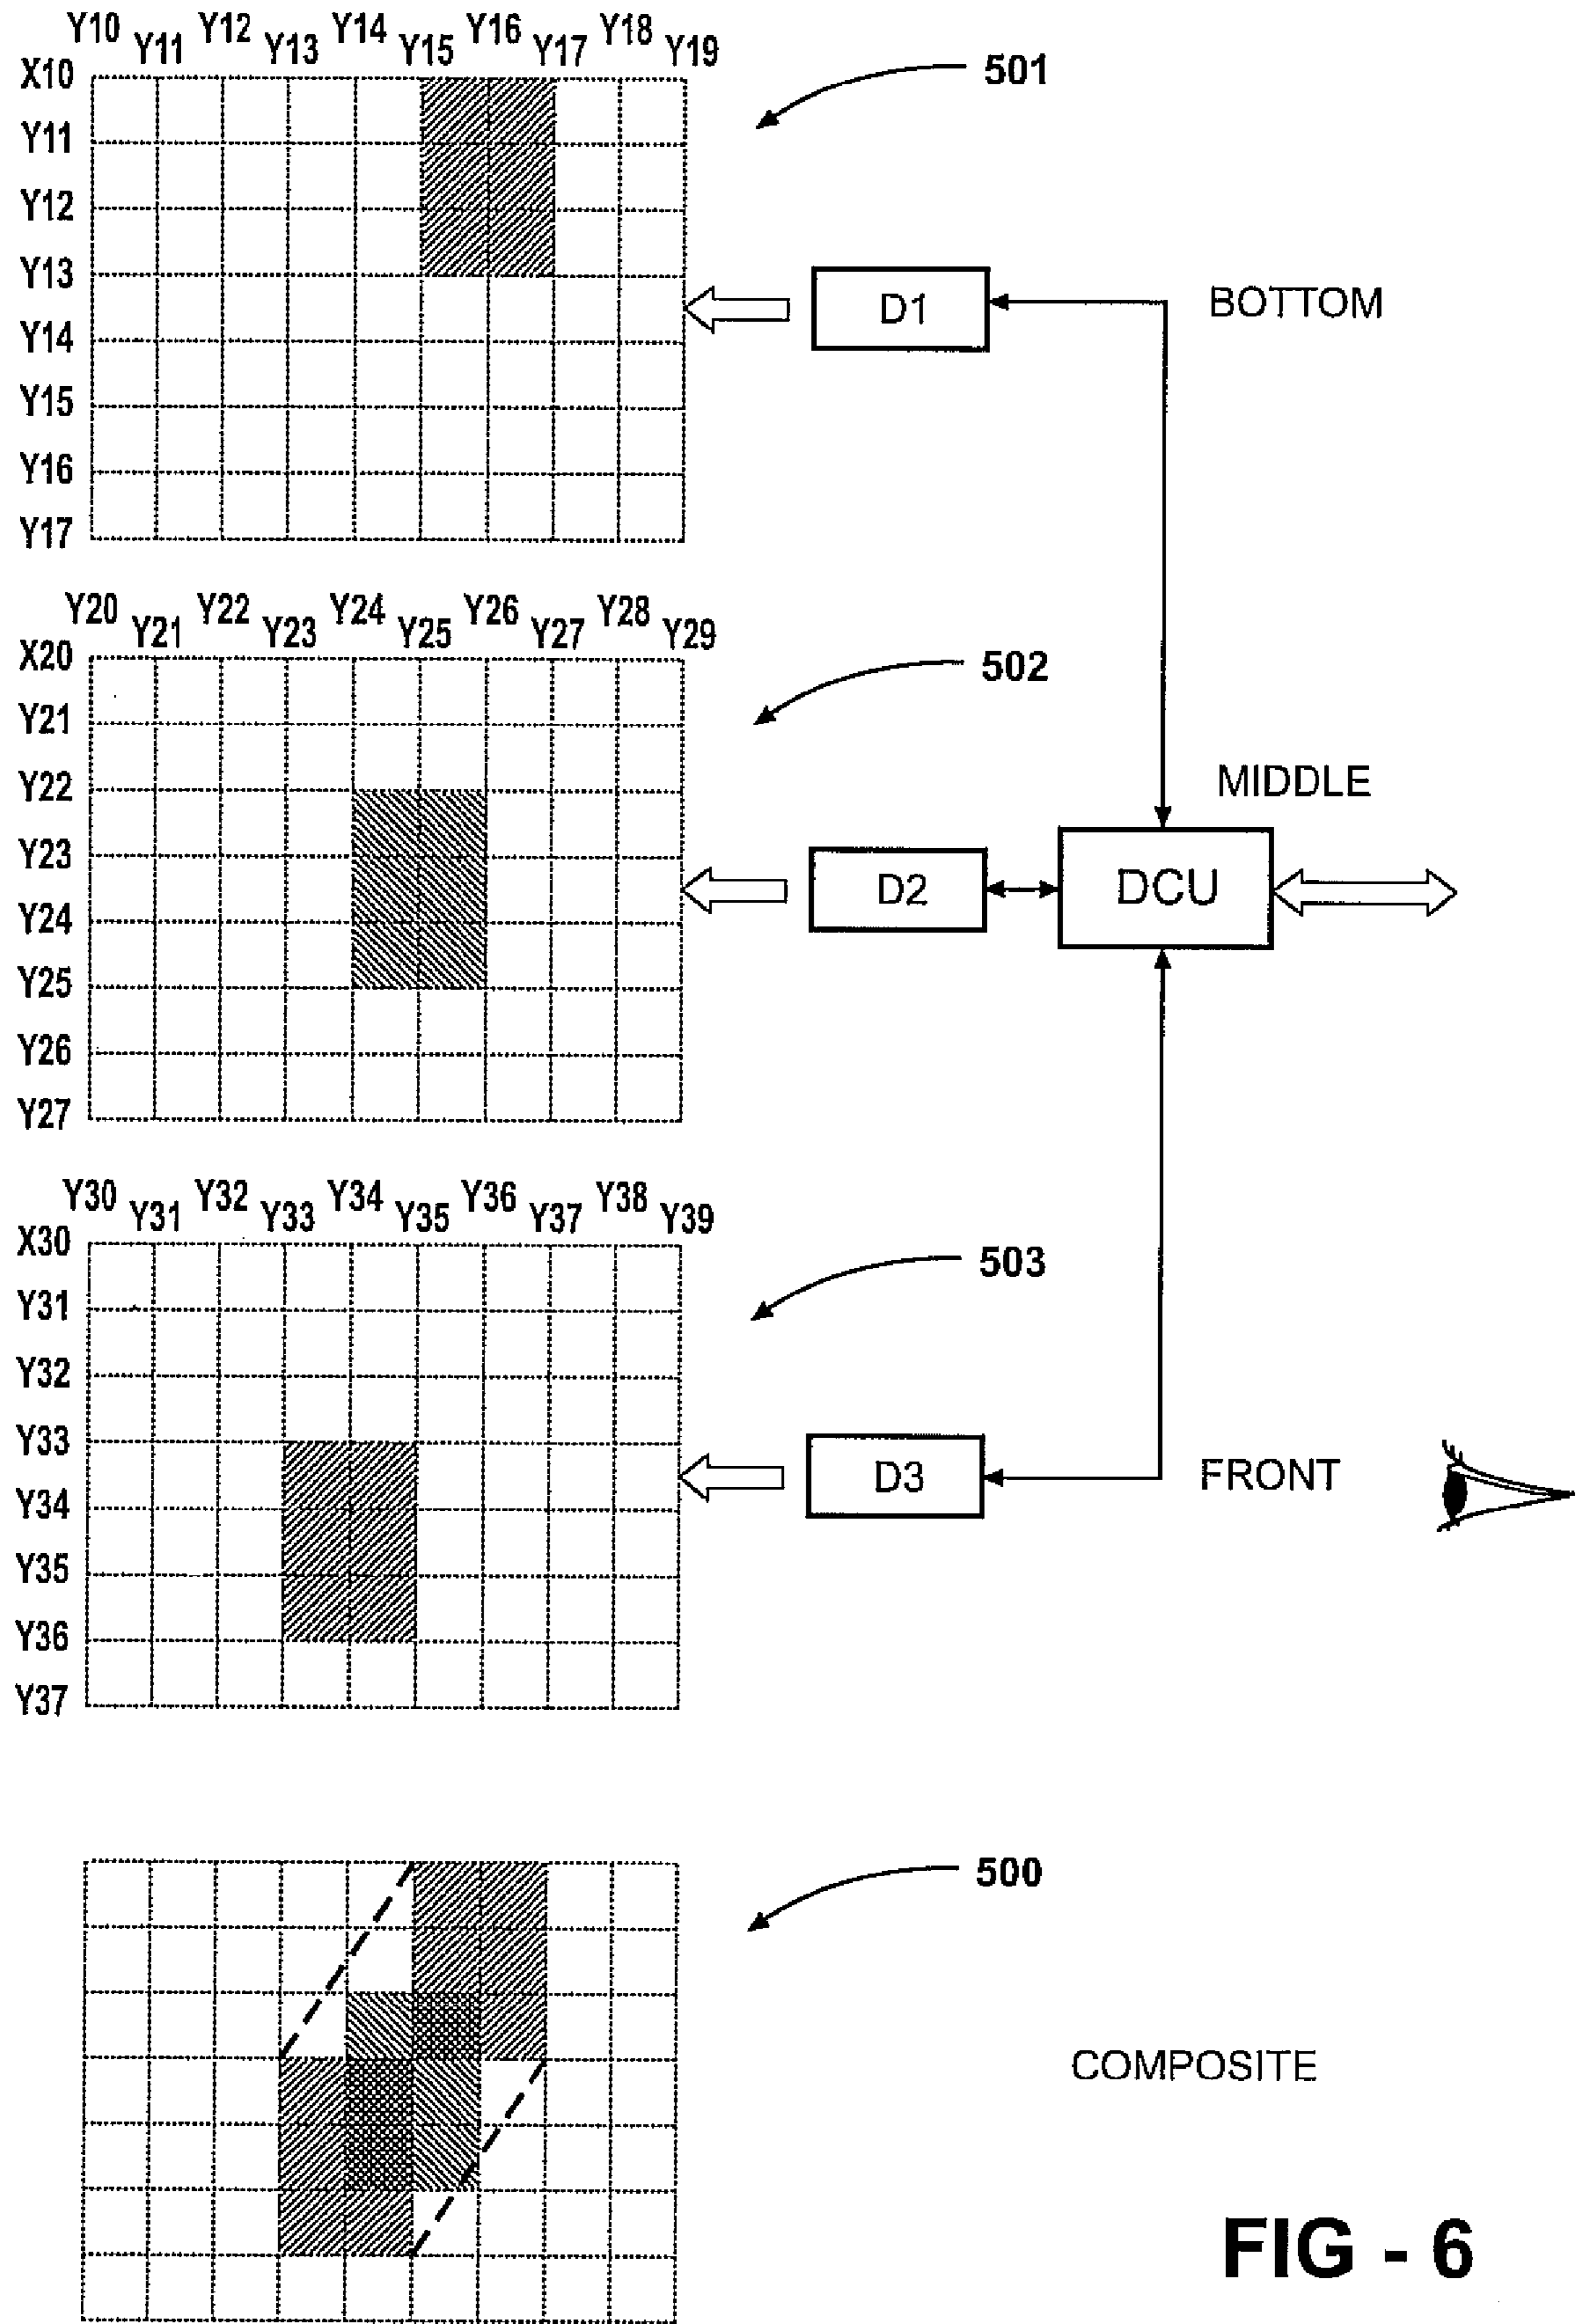 Y10 Y11 Y12 Y13 Y14 Y15 Y16 Y17 Y18 Y19
X10
501
Y11
Y12
Y13
D1
BOTTOM
Y14
Y15
Y16
Y17
Y20 Y21 Y22 Y23 Y24 Y25 Y26 Y27 Y28 Y29
X20
502
Y21
Y22
MIDDLE
Y23
D2
DCU
Y24
Y25
Y26
Y27
Y30 Y31 Y32 Y33 Y34 Y35 Y36 Y37 Y38 Y39
X30
503
Y31
Y32
Y33
D3
FRONT
Y34
Y35
Y36
Y37
500
COMPOSITE
FIG - 6